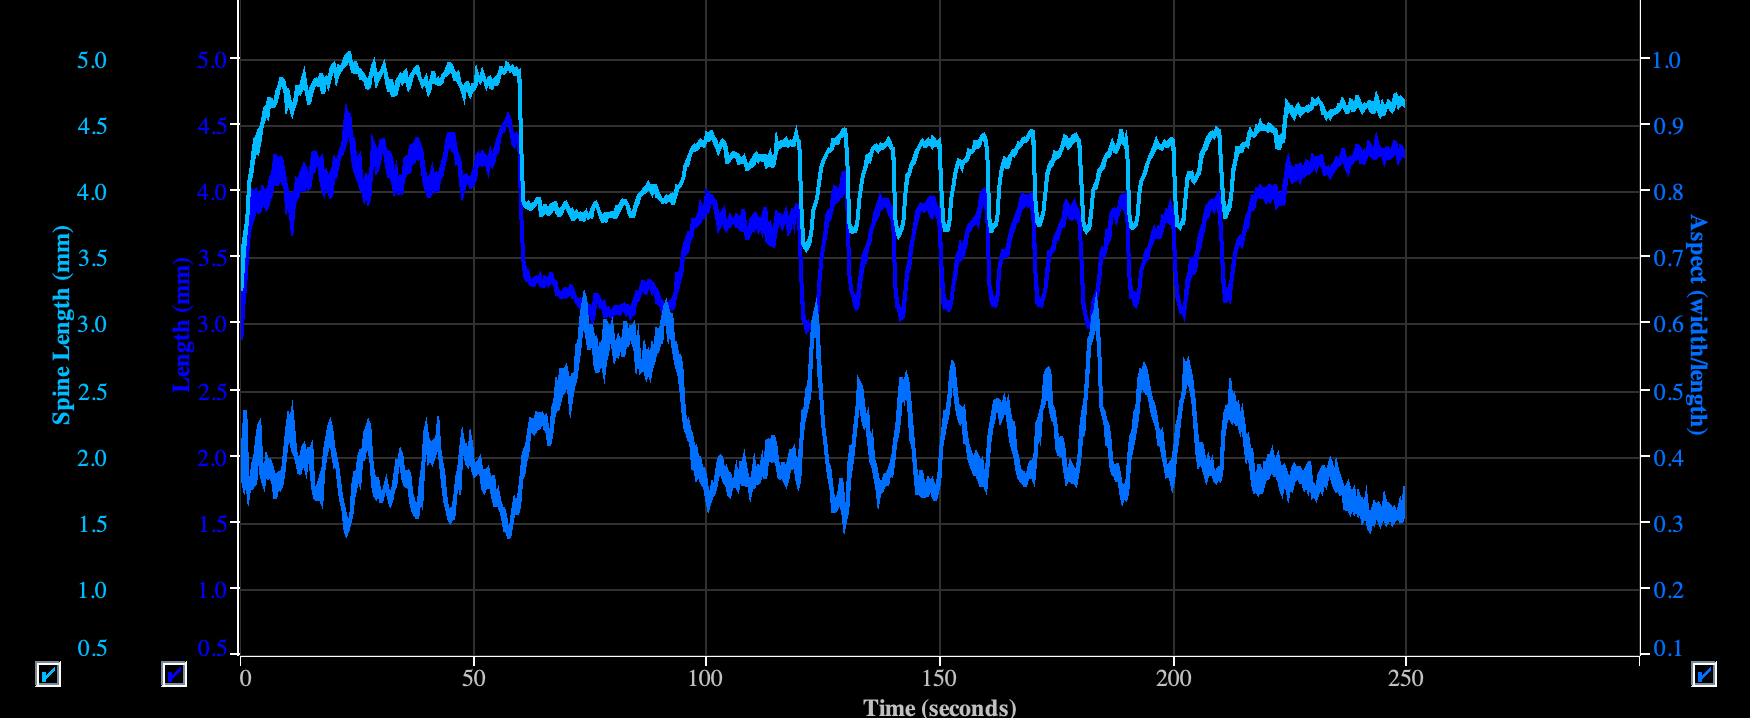 5.0 5.0 1.0
4.5 4.5 0.9
4.0 4.0 0.8
3.5 3.5 0.7
3.0 3.0 0.6
2.5 2.5 0.5
2.0 2.0 0.4
1.5 1.5 0.3
1.0 1.0 0.2
0.5 0.5 0.1
Spine Length (mm)
Length (mm)
Aspect (width/length)
0 50 100 150 200 250
Time (seconds)